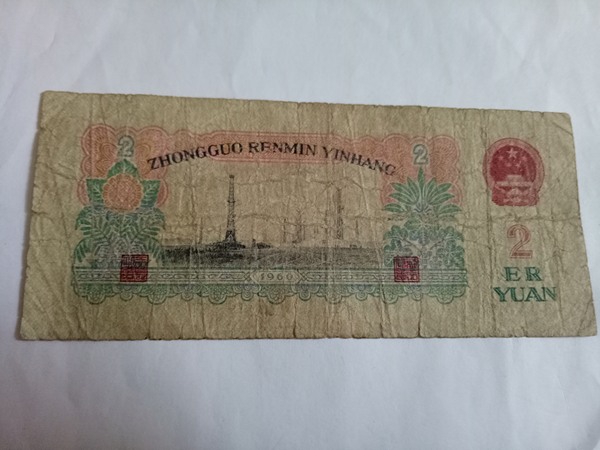 2 2
ZHONGGUO RENMIN YINHANG
1960
2
ER
YUAN